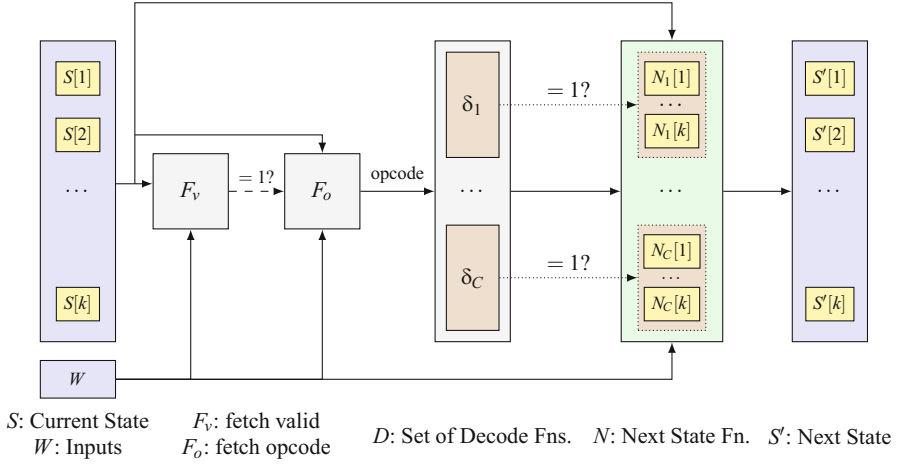 S[1]
S[2]
...
S[k]
W
F_v
= 1?
F_o
opcode
δ_1
...
δ_C
= 1?
= 1?
N_1[1]
...
N_1[k]
...
N_C[1]
...
N_C[k]
S′[1]
S′[2]
...
S′[k]
S: Current State
W: Inputs
F_v: fetch valid
F_o: fetch opcode
D: Set of Decode Fns.
N: Next State Fn.
S′: Next State